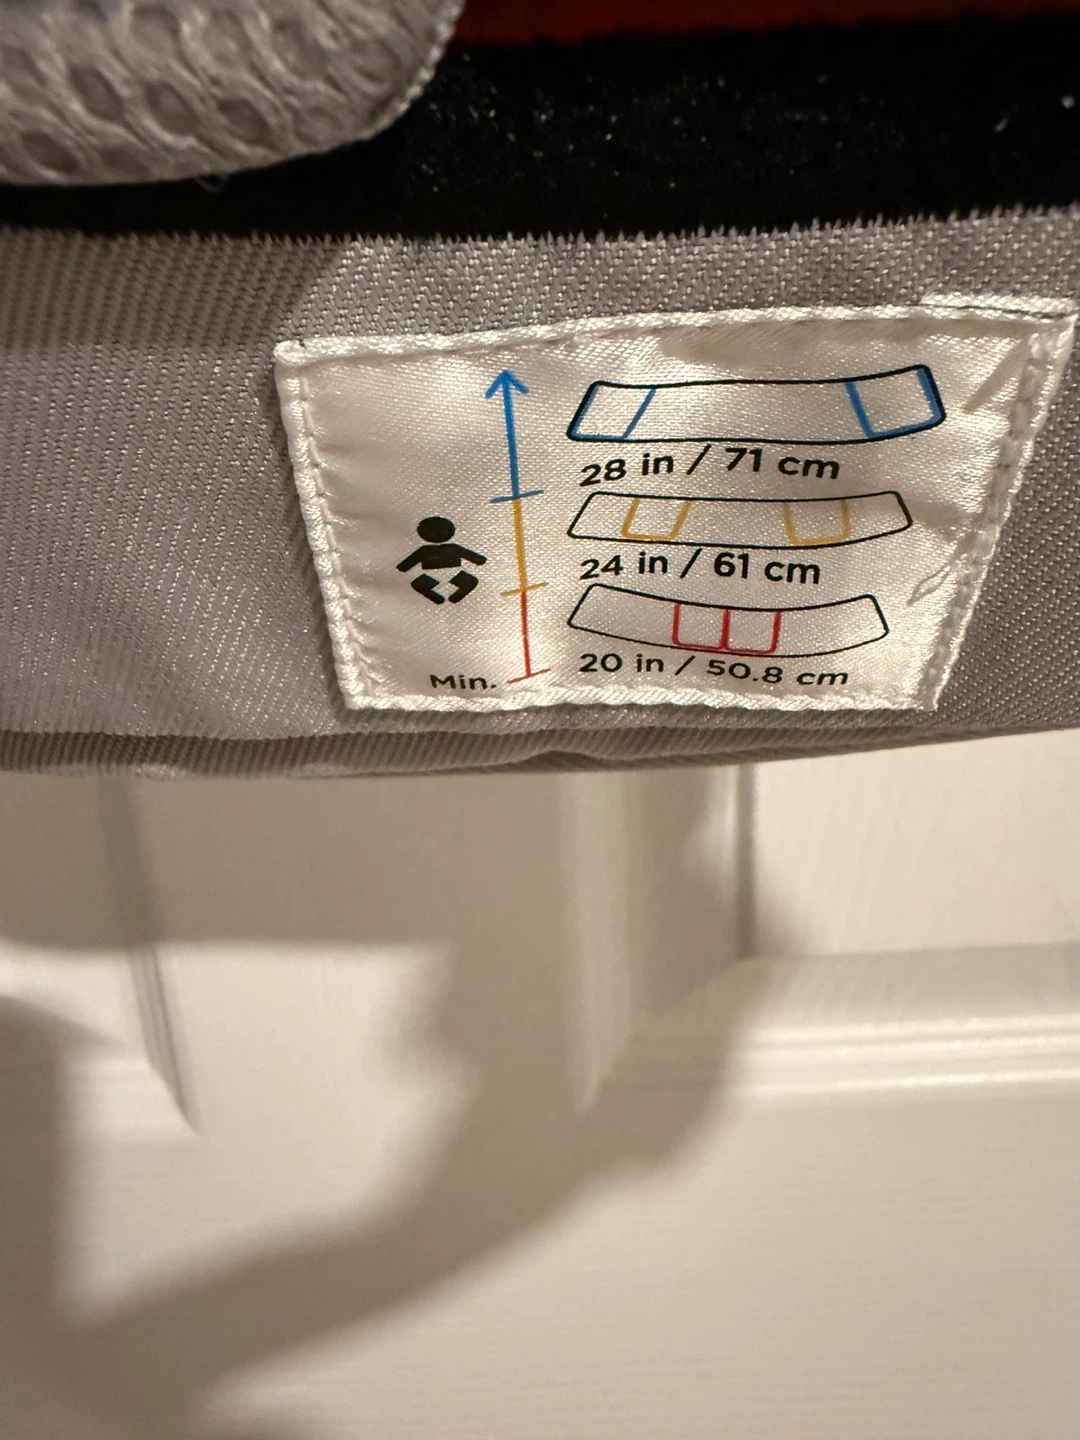 28 in / 71 cm
24 in / 61 cm
20 in / 50.8 cm
Min.